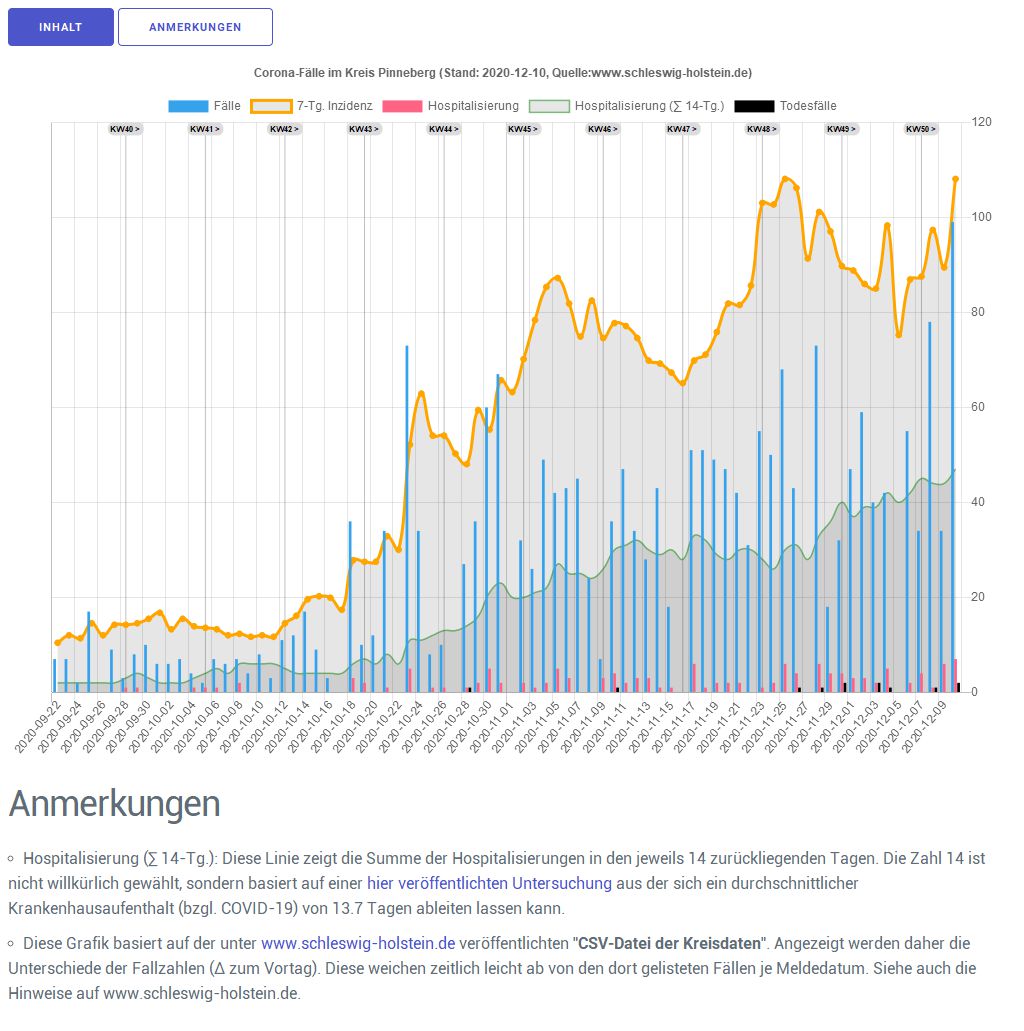 INHALT ANMERKUNGEN
Corona-Fälle im Kreis Pinneberg (Stand: 2020-12-10, Quelle:www.schleswig-holstein.de)
Fälle 7-Tg. Inzidenz Hospitalisierung Hospitalisierung (∑ 14-Tg.) Todesfälle
KW40 > KW41 > KW42 > KW43 > KW44 > KW45 > KW46 > KW47 > KW48 > KW49 > KW50 >
120
100
80
60
40
20
0
2020-09-22 2020-09-24 2020-09-26 2020-09-28 2020-09-30 2020-10-02 2020-10-04 2020-10-06 2020-10-08 2020-10-10 2020-10-12 2020-10-14 2020-10-16 2020-10-18 2020-10-20 2020-10-22 2020-10-24 2020-10-26 2020-10-28 2020-10-30 2020-11-01 2020-11-03 2020-11-05 2020-11-07 2020-11-09 2020-11-11 2020-11-13 2020-11-15 2020-11-17 2020-11-19 2020-11-21 2020-11-23 2020-11-25 2020-11-27 2020-11-29 2020-12-01 2020-12-03 2020-12-05 2020-12-07 2020-12-09
Anmerkungen
◦ Hospitalisierung (∑ 14-Tg.): Diese Linie zeigt die Summe der Hospitalisierungen in den jeweils 14 zurückliegenden Tagen. Die Zahl 14 ist
nicht willkürlich gewählt, sondern basiert auf einer hier veröffentlichten Untersuchung aus der sich ein durchschnittlicher
Krankenhausaufenthalt (bzgl. COVID-19) von 13.7 Tagen ableiten lassen kann.
◦ Diese Grafik basiert auf der unter www.schleswig-holstein.de veröffentlichten "CSV-Datei der Kreisdaten". Angezeigt werden daher die
Unterschiede der Fallzahlen (Δ zum Vortag). Diese weichen zeitlich leicht ab von den dort gelisteten Fällen je Meldedatum. Siehe auch die
Hinweise auf www.schleswig-holstein.de.